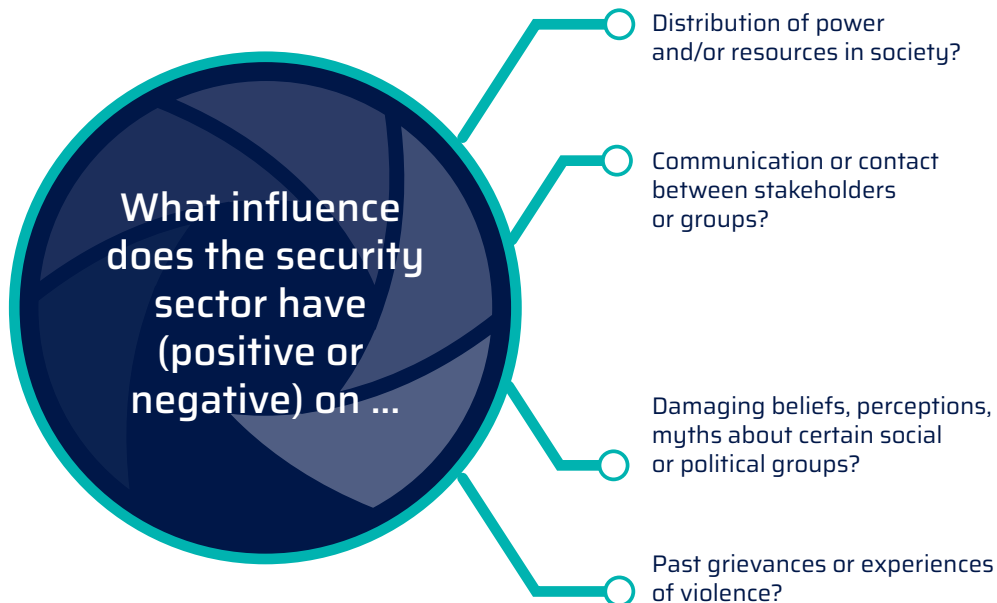 What influence
does the security
sector have
(positive or
negative) on ...
Distribution of power
and/or resources in society?
Communication or contact
between stakeholders
or groups?
Damaging beliefs, perceptions,
myths about certain social
or political groups?
Past grievances or experiences
of violence?